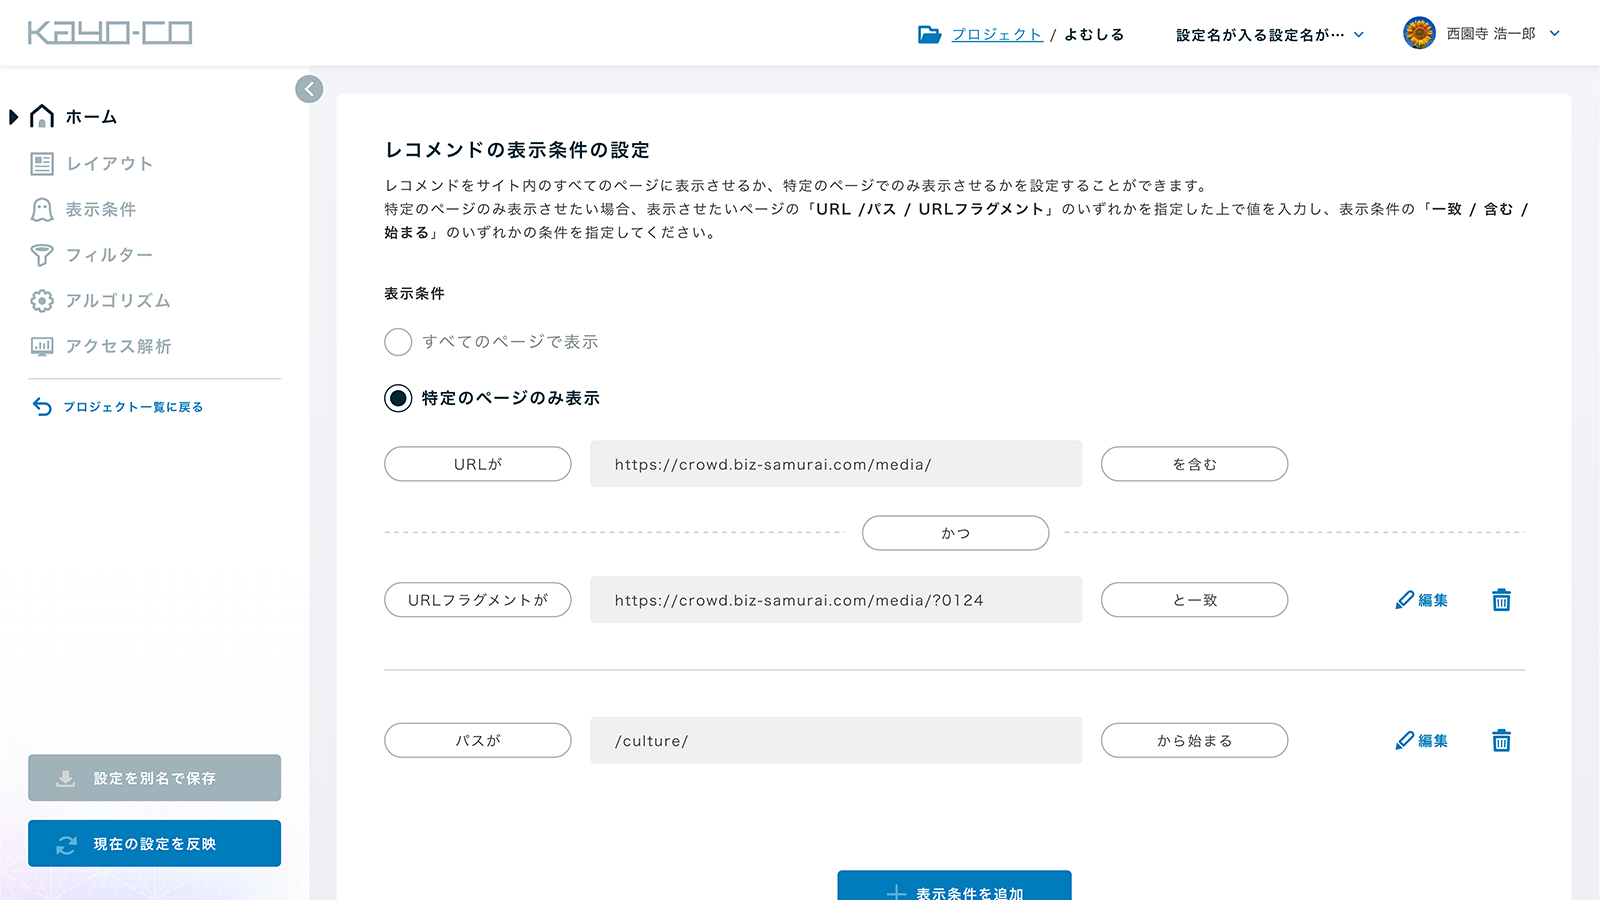 KAYO-CO
プロジェクト / よむしる
設定名が入る設定名が…
西園寺 浩一郎
ホーム
レイアウト
表示条件
フィルター
アルゴリズム
アクセス解析
プロジェクト一覧に戻る
設定を別名で保存
現在の設定を反映
レコメンドの表示条件の設定
レコメンドをサイト内のすべてのページに表示させるか、特定のページでのみ表示させるかを設定することができます。
特定のページのみ表示させたい場合、表示させたいページの「URL /パス / URLフラグメント」のいずれかを指定した上で値を入力し、表示条件の「一致 / 含む /
始まる」のいずれかの条件を指定してください。
表示条件
すべてのページで表示
特定のページのみ表示
URLが https://crowd.biz-samurai.com/media/ を含む
かつ
URLフラグメントが https://crowd.biz-samurai.com/media/?0124 と一致 編集
パスが /culture/ から始まる 編集
表示条件を追加